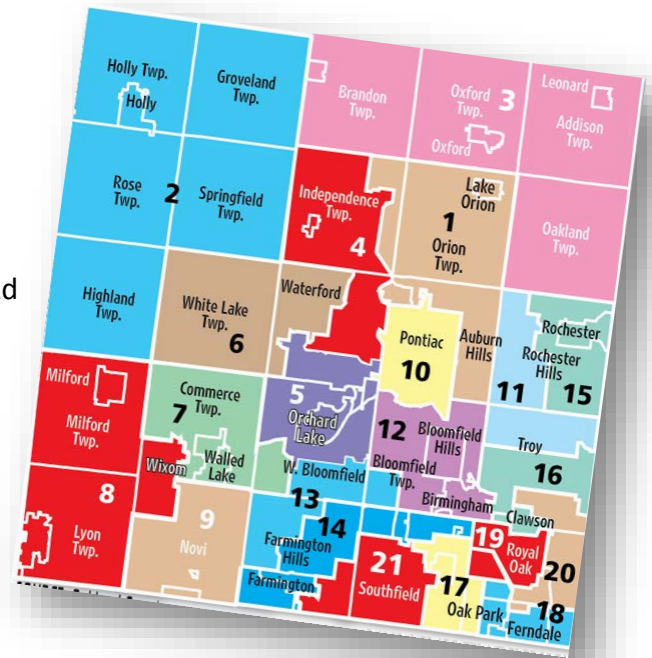 Holly Twp.
Holly
Groveland
Twp.
Brandon
Twp.
Oxford
Twp.
3
Oxford
Leonard
Addison
Twp.
Rose
Twp.
2
Springfield
Twp.
Independence
Twp.
4
Lake
Orion
1
Orion
Twp.
Oakland
Twp.
d
Highland
Twp.
White Lake
Twp.
6
Waterford
Pontiac
10
Auburn
Hills
Rochester
Rochester
Hills
11
15
Milford
Milford
Twp.
Commerce
Twp.
7
Wixom
Walled
Lake
5
Orchard
Lake
12
Bloomfield
Hills
Bloomfield
Twp.
Birmingham
Troy
16
W. Bloomfield
13
14
Clawson
8
Lyon
Twp.
9
Novi
Farmington
Hills
Farmington
21
Southfield
17
Oak Park
19
Royal
Oak
20
18
Ferndale